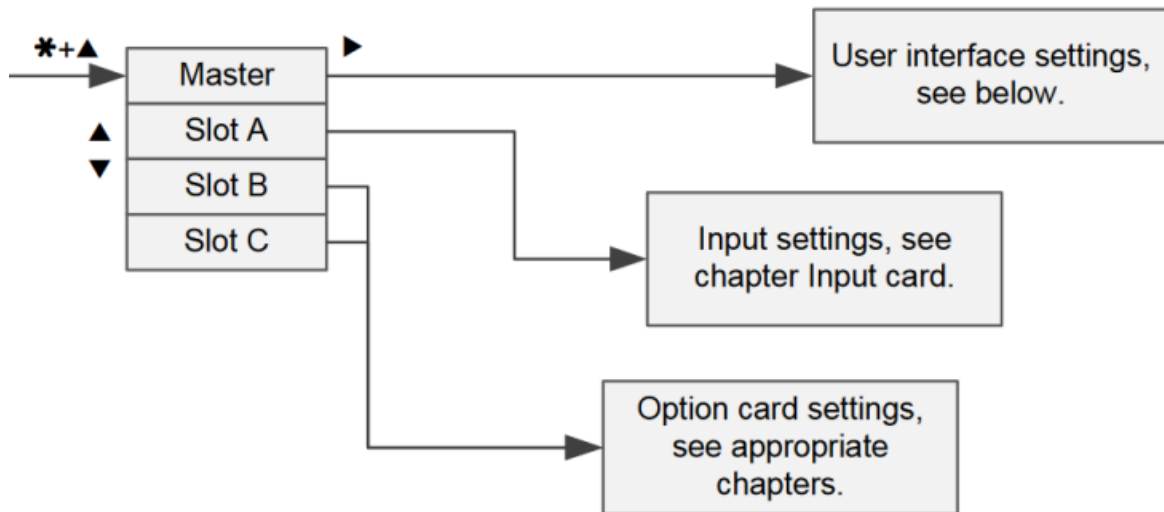 ✱+▲
▶
Master
Slot A
Slot B
Slot C
▲
▼
User interface settings,
see below.
Input settings, see
chapter Input card.
Option card settings,
see appropriate
chapters.